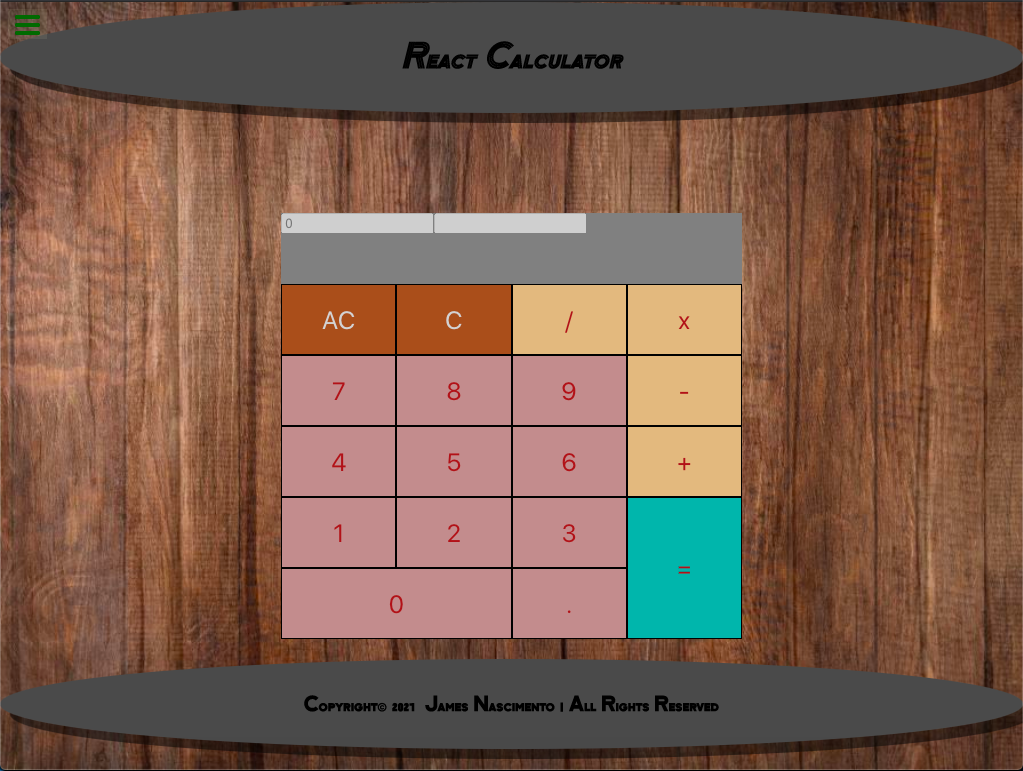 React Calculator
0
AC C / x
7 8 9 -
4 5 6 +
1 2 3
=
0 .
Copyright© 2021 James Nascimento | All Rights Reserved